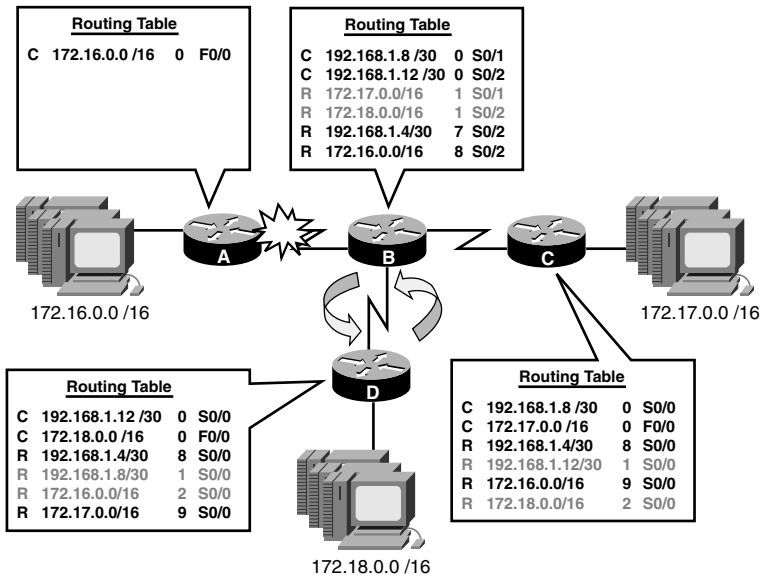 Routing Table
C 172.16.0.0 /16 0 F0/0
Routing Table
C 192.168.1.8 /30 0 S0/1
C 192.168.1.12 /30 0 S0/2
R 172.17.0.0/16 1 S0/1
R 172.18.0.0/16 1 S0/2
R 192.168.1.4/30 7 S0/2
R 172.16.0.0/16 8 S0/2
A
B
C
172.16.0.0 /16
172.17.0.0 /16
D
Routing Table
C 192.168.1.12 /30 0 S0/0
C 172.18.0.0 /16 0 F0/0
R 192.168.1.4/30 8 S0/0
R 192.168.1.8/30 1 S0/0
R 172.16.0.0/16 2 S0/0
R 172.17.0.0/16 9 S0/0
Routing Table
C 192.168.1.8 /30 0 S0/0
C 172.17.0.0 /16 0 F0/0
R 192.168.1.4/30 8 S0/0
R 192.168.1.12/30 1 S0/0
R 172.16.0.0/16 9 S0/0
R 172.18.0.0/16 2 S0/0
172.18.0.0 /16